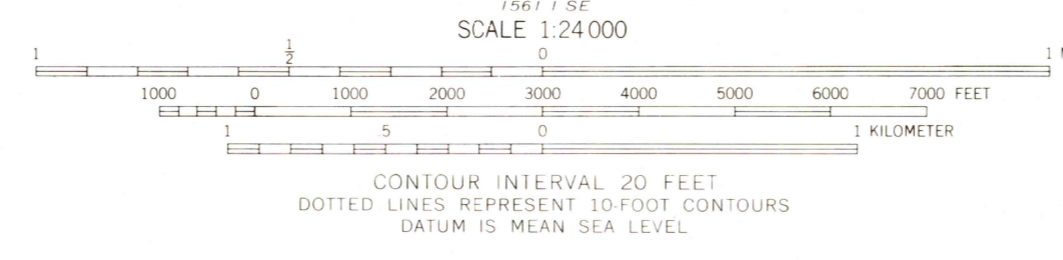 1561 I SE
SCALE 1:24 000
1 ½ 0 1
1000 0 1000 2000 3000 4000 5000 6000 7000 FEET
1 .5 0 1 KILOMETER
CONTOUR INTERVAL 20 FEET
DOTTED LINES REPRESENT 10-FOOT CONTOURS
DATUM IS MEAN SEA LEVEL